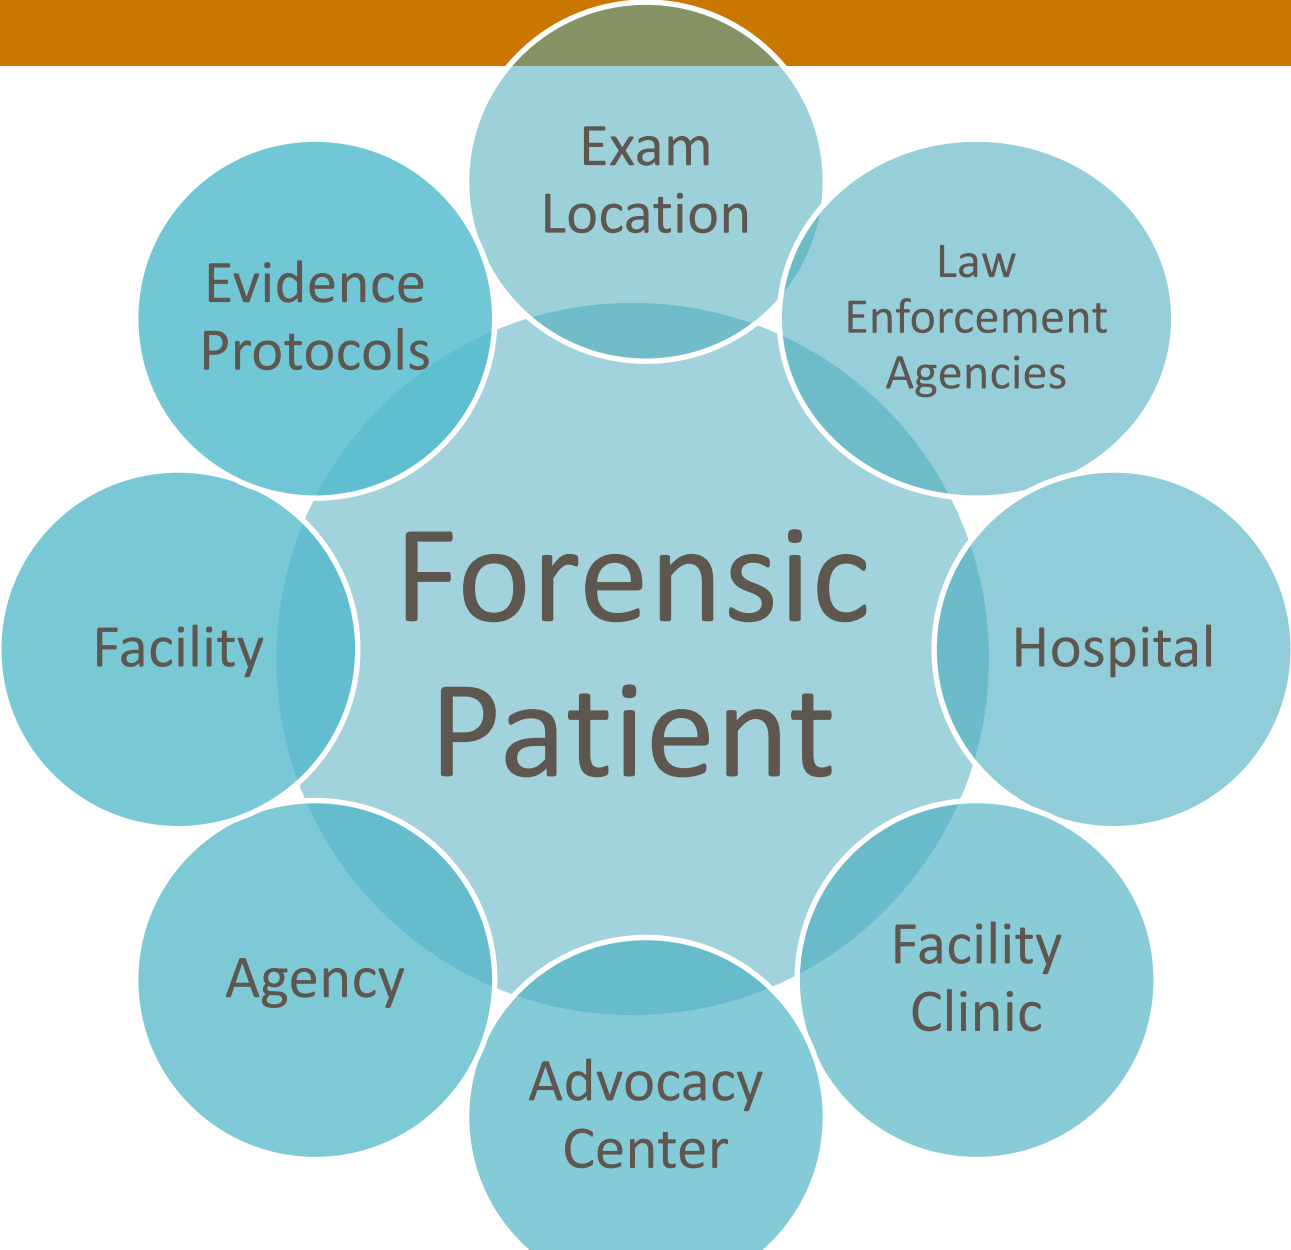 Exam
Location
Law
Enforcement
Agencies
Hospital
Facility
Clinic
Advocacy
Center
Agency
Facility
Evidence
Protocols
Forensic
Patient